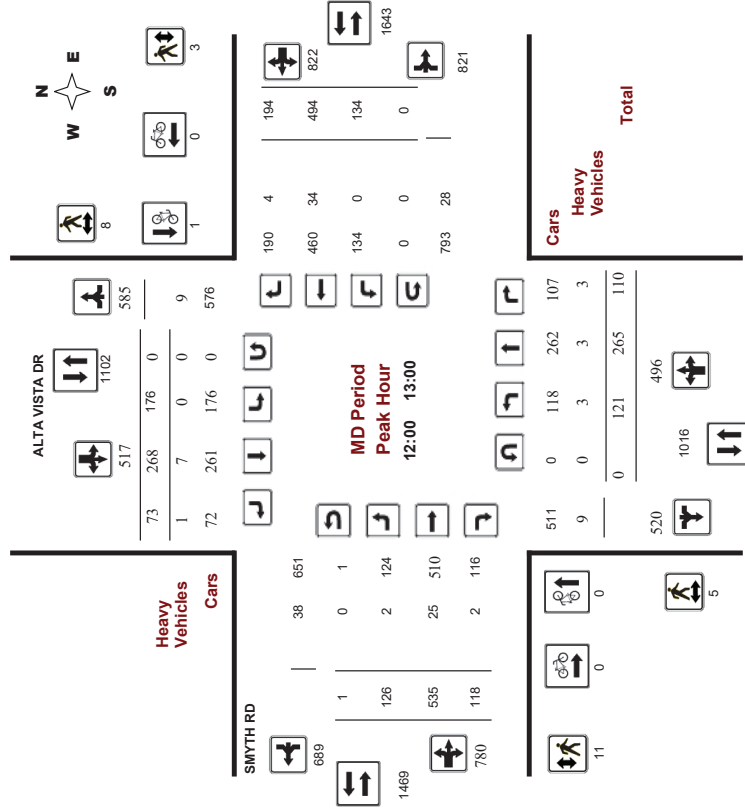 N
W E
S
3
0
8
1
ALTA VISTA DR
1102
517
585
73 268 176 0
1 7 0 0 9
72 261 176 0 576
Heavy
Vehicles
Cars
822
1643
821
190 4 194
460 34 494
134 0 134
0 0 0
793 28
MD Period
Peak Hour
12:00 13:00
SMYTH RD
38 651
1 0 1
126 2 124
535 25 510
118 2 116
689
1469
780
Cars
Heavy
Vehicles
Total
511 0 118 262 107
9 0 3 3 3
0 121 265 110
520
1016
496
0
0
5
11